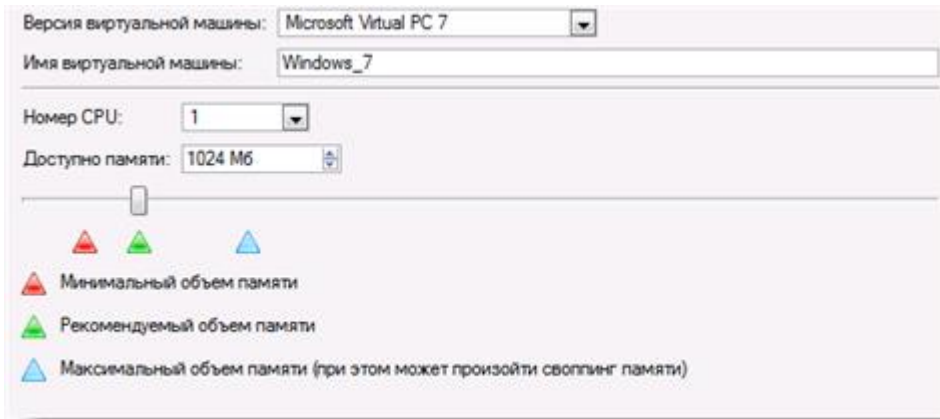 Версия виртуальной машины: Microsoft Virtual PC 7
Имя виртуальной машины: Windows_7
Номер CPU: 1
Доступно памяти: 1024 Мб
Минимальный объем памяти
Рекомендуемый объем памяти
Максимальный объем памяти (при этом может произойти своппинг памяти)